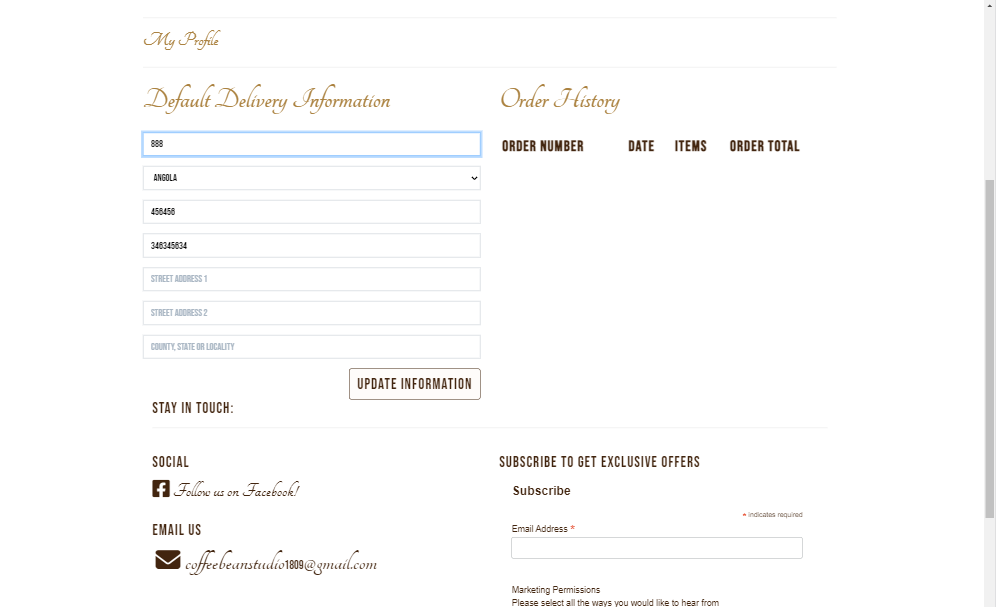 My Profile
Default Delivery Information
888
ANGOLA
456456
346345634
STREET ADDRESS 1
STREET ADDRESS 2
COUNTY, STATE OR LOCALITY
UPDATE INFORMATION
Order History
ORDER NUMBER DATE ITEMS ORDER TOTAL
STAY IN TOUCH:
SOCIAL
Follow us on Facebook!
EMAIL US
coffeebeanstudio1809@gmail.com
SUBSCRIBE TO GET EXCLUSIVE OFFERS
Subscribe
* indicates required
Email Address *
Marketing Permissions
Please select all the ways you would like to hear from